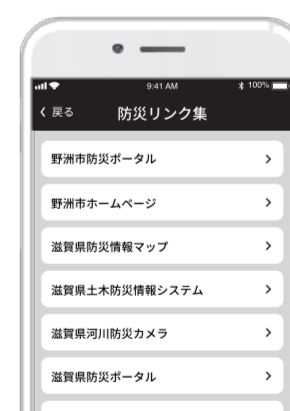 9:41 AM
100%
戻る
防災リンク集
野洲市防災ポータル
野洲市ホームページ
滋賀県防災情報マップ
滋賀県土木防災情報システム
滋賀県河川防災カメラ
滋賀県防災ポータル